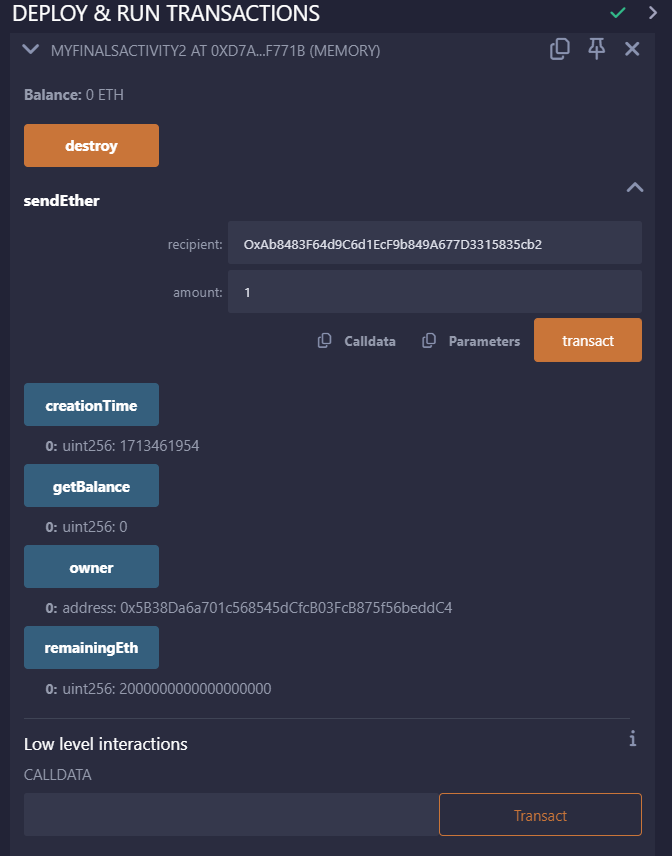 DEPLOY & RUN TRANSACTIONS
MYFINALSACTIVITY2 AT 0XD7A...F771B (MEMORY)
Balance: 0 ETH
destroy
sendEther
recipient: OxAb8483F64d9C6d1EcF9b849A677D3315835cb2
amount: 1
Calldata Parameters transact
creationTime
0: uint256: 1713461954
getBalance
0: uint256: 0
owner
0: address: 0x5B38Da6a701c568545dCfcB03FcB875f56beddC4
remainingEth
0: uint256: 2000000000000000000
Low level interactions
CALLDATA
Transact